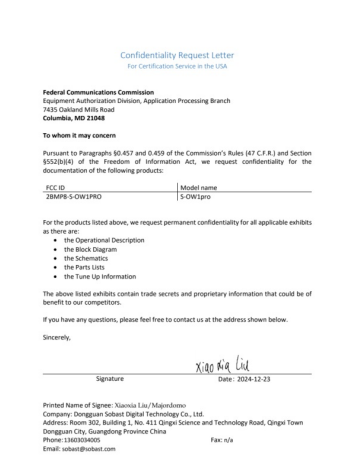 Confidentiality Request Letter
For Certification Service in the USA
Federal Communications Commission
Equipment Authorization Division, Application Processing Branch
7435 Oakland Mills Road
Columbia, MD 21048
To whom it may concern
Pursuant to Paragraphs §0.457 and 0.459 of the Commission's Rules (47 C.F.R.) and Section
§552(b)(4) of the Freedom of Information Act, we request confidentiality for the
documentation of the following products:
FCC ID Model name
2BMP8-S-OW1PRO S-OW1pro
For the products listed above, we request permanent confidentiality for all applicable exhibits
as there are:
• the Operational Description
• the Block Diagram
• the Schematics
• the Parts Lists
• the Tune Up Information
The above listed exhibits contain trade secrets and proprietary information that could be of
benefit to our competitors.
If you have any questions, please feel free to contact us at the address shown below.
Sincerely,
Xiao Xia Liu
Signature Date: 2024-12-23
Printed Name of Signee: Xiaoxia Liu/Majordomo
Company: Dongguan Sobast Digital Technology Co., Ltd.
Address: Room 302, Building 1, No. 411 Qingxi Science and Technology Road, Qingxi Town
Dongguan City, Guangdong Province China
Phone: 13603034005 Fax: n/a
Email: sobast@sobast.com